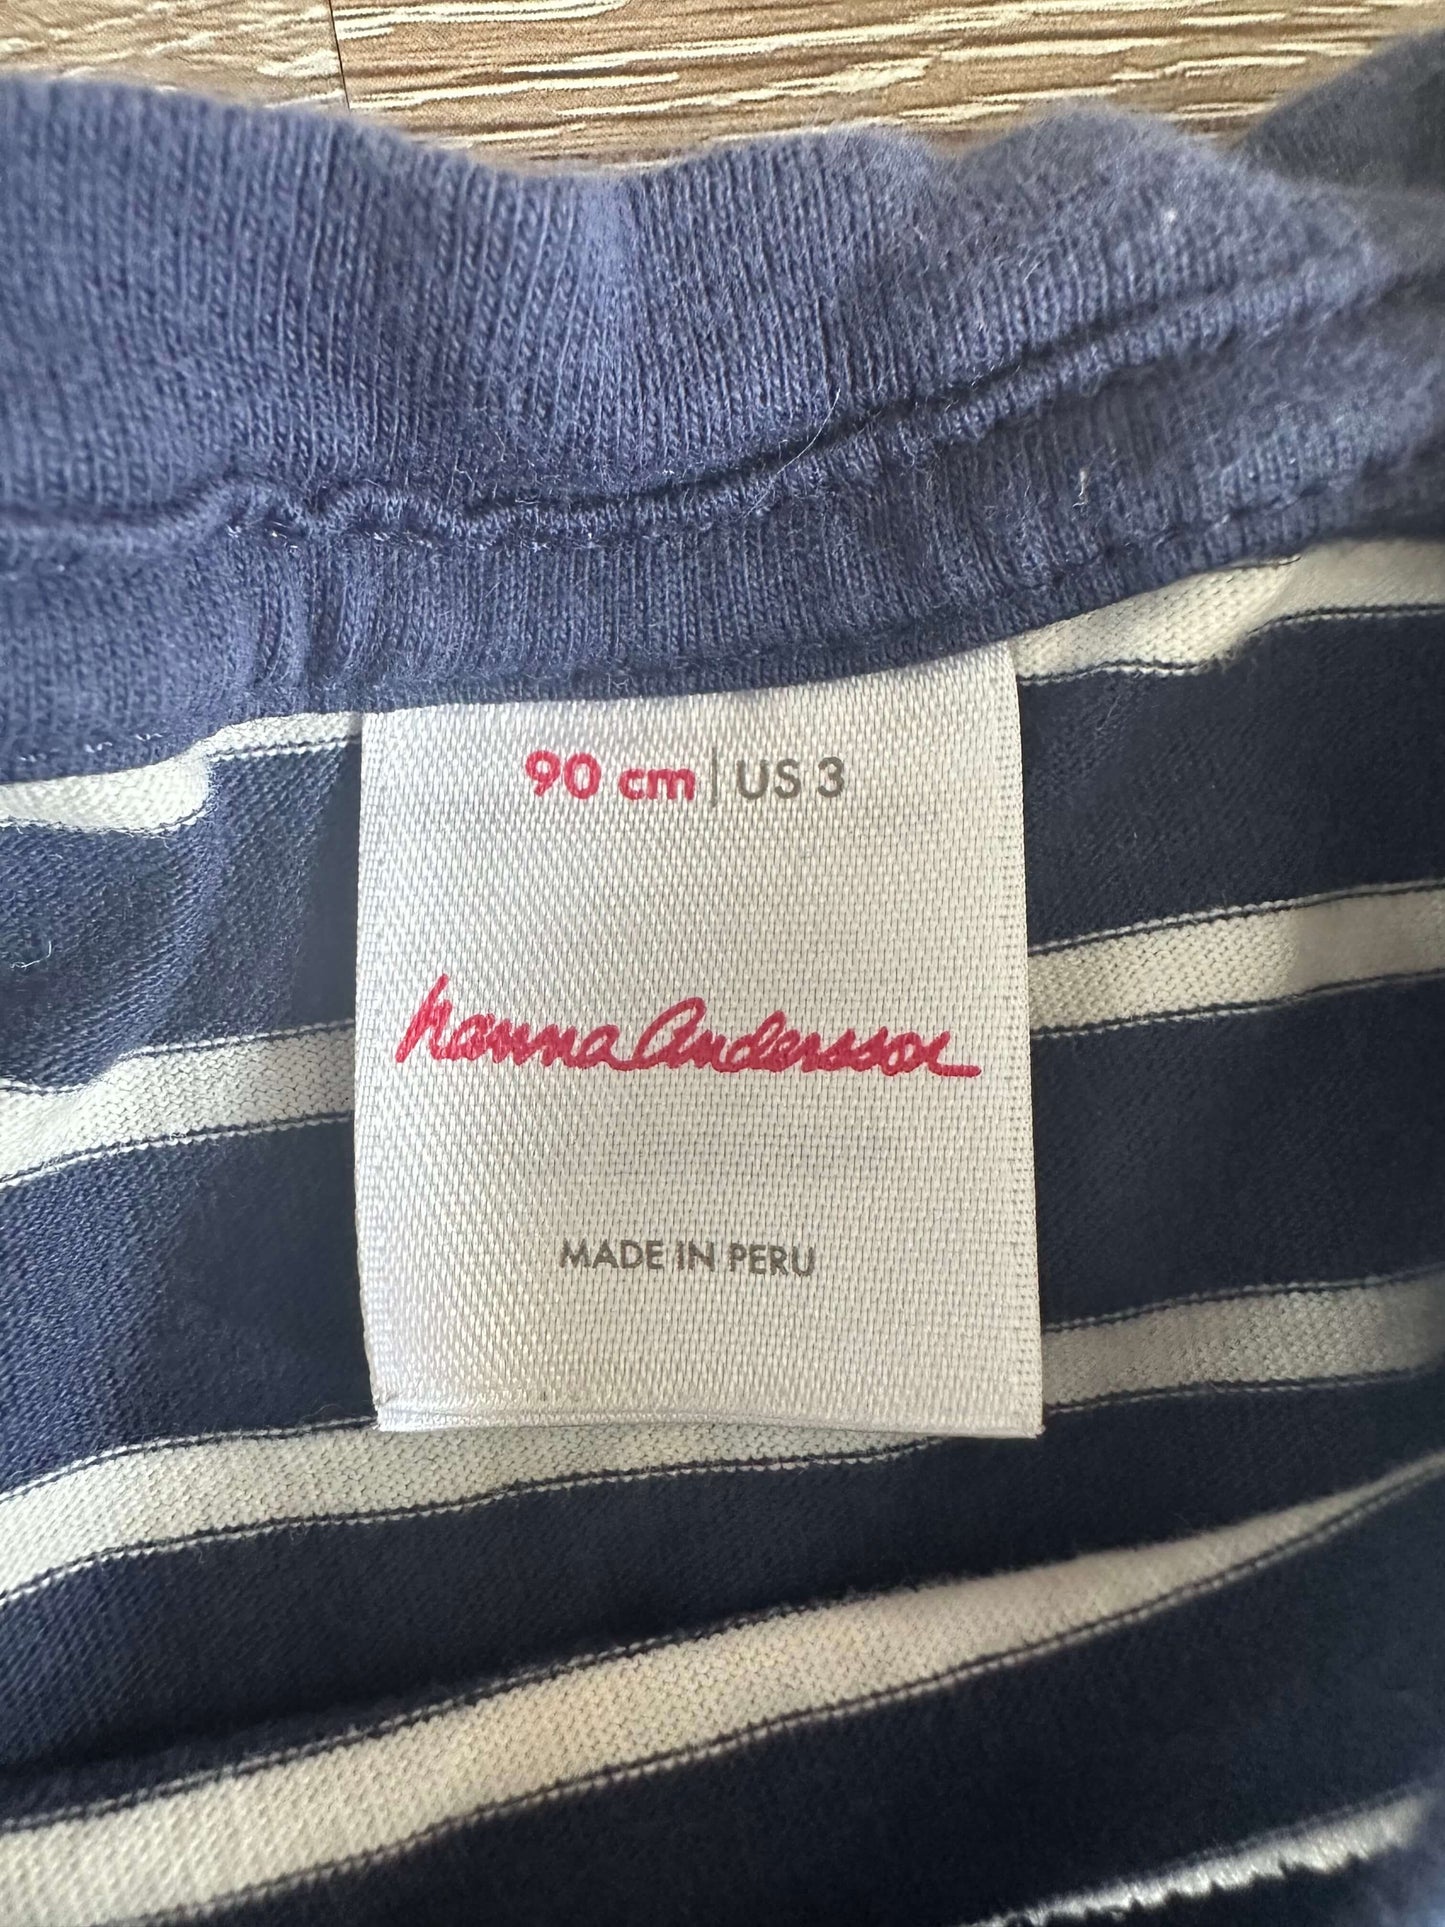 90 cm | US 3
hanna Andersson
MADE IN PERU